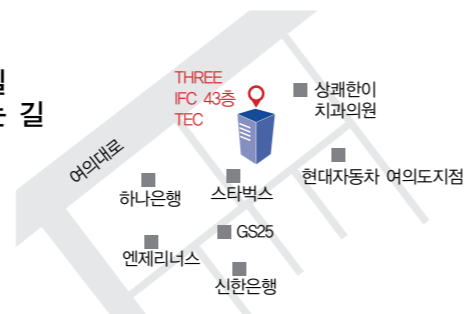 길
THREE
IFC 43층
TEC
상쾌한이
치과의원
여의대로
현대자동차 여의도지점
하나은행
스타벅스
GS25
엔제리너스
신한은행